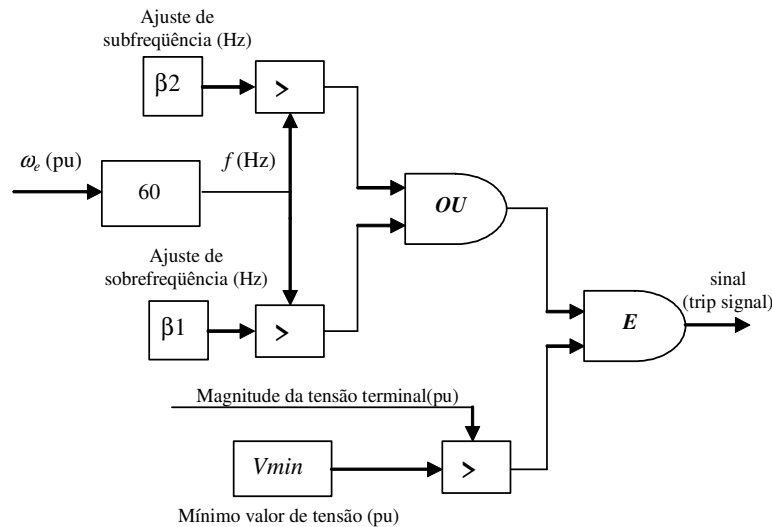 Ajuste de
subfreqüência (Hz)
β2
>
ω_e (pu)
60
f (Hz)
OU
Ajuste de
sobrefreqüência (Hz)
β1
>
sinal
(trip signal)
E
Magnitude da tensão terminal(pu)
Vmin
>
Mínimo valor de tensão (pu)